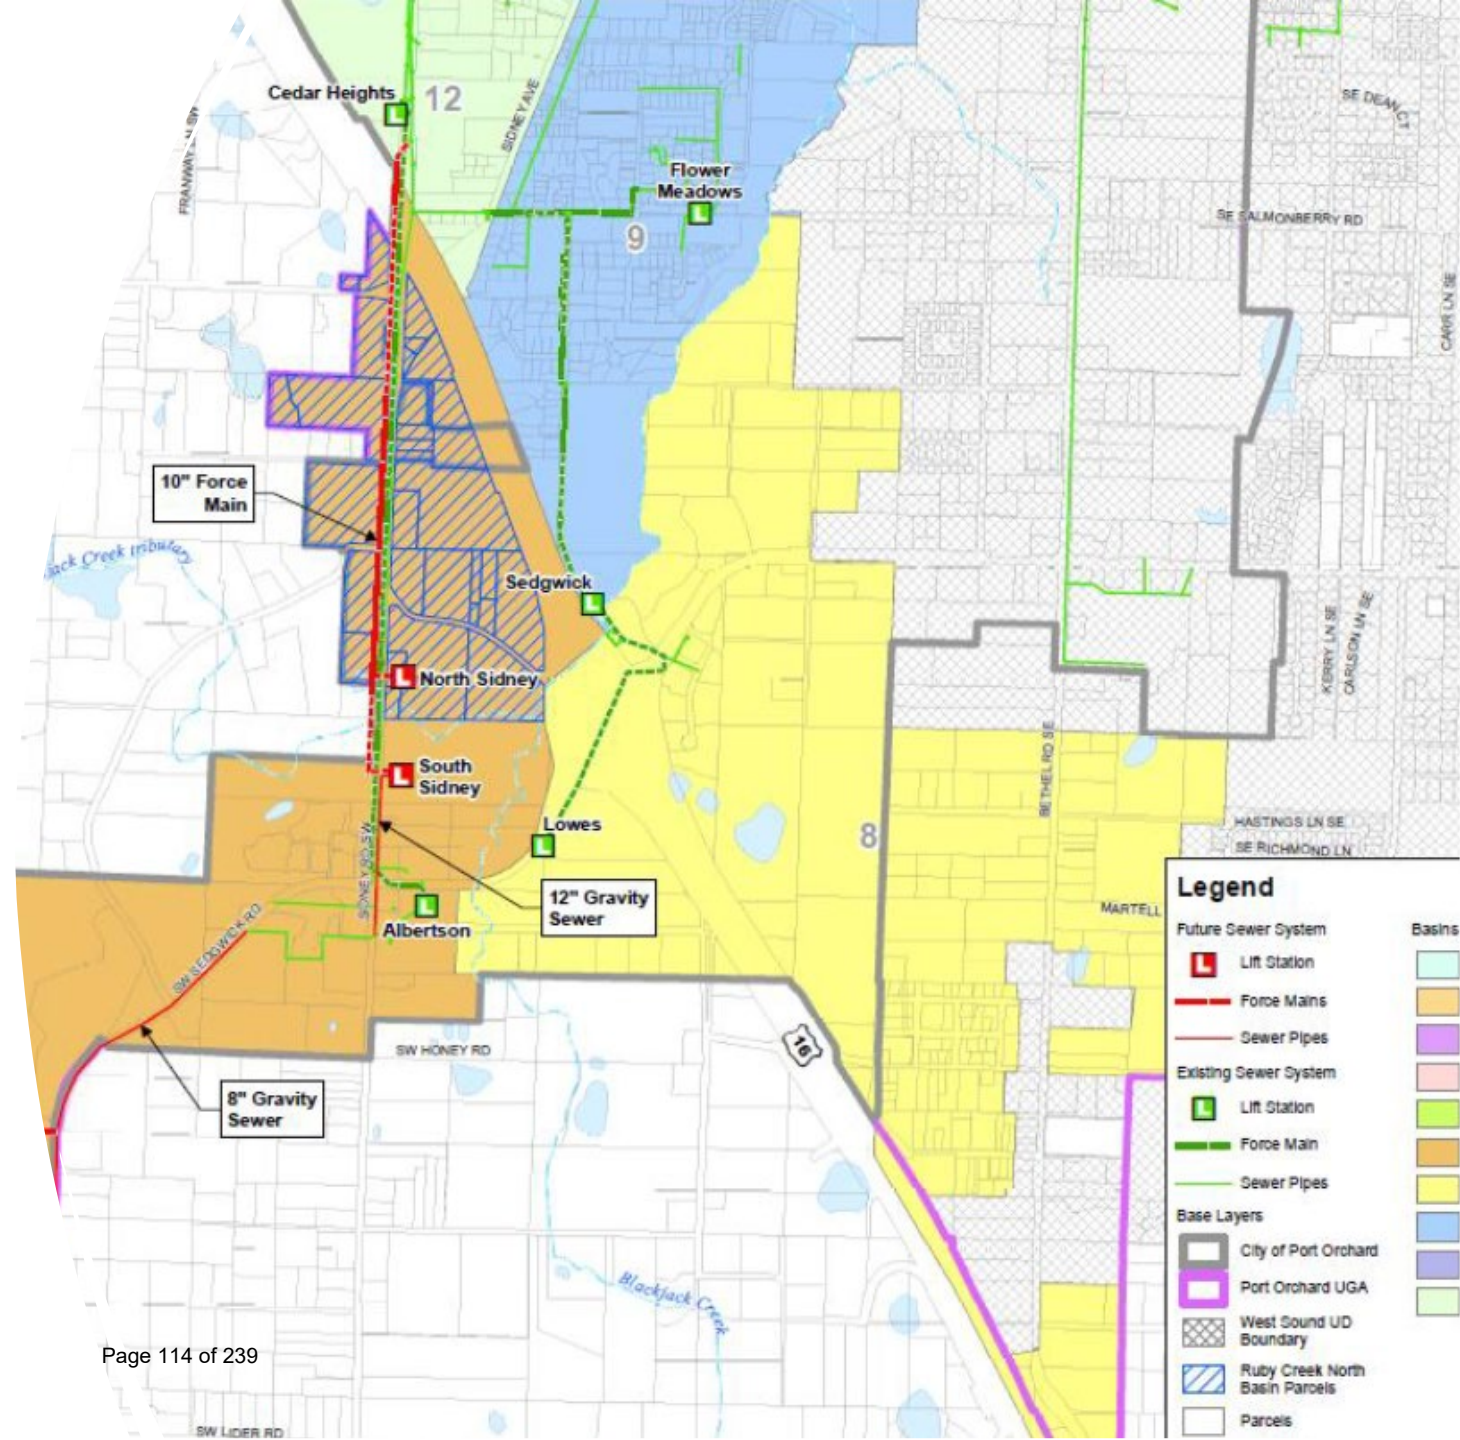 Cedar Heights
12
SIDNEY AVE
SE DEAN CT
Flower
Meadows
SE SALMONBERRY RD
9
CARR LN SE
10" Force
Main
Sedgwick
North Sidney
KERRY LN SE
CARLSON LN SE
South
Sidney
BETHEL RD SE
Lowes
8
HASTINGS LN SE
SE RICHMOND LN
SIDNEY RD SW
12" Gravity
Sewer
Albertson
MARTELL
SW SEDGWICK RD
16
SW HONEY RD
8" Gravity
Sewer
Blackjack Creek
Page 114 of 239
SW LIDER RD
Legend
Future Sewer System
L Lift Station
Force Mains
Sewer Pipes
Existing Sewer System
L Lift Station
Force Main
Sewer Pipes
Base Layers
City of Port Orchard
Port Orchard UGA
West Sound UD
Boundary
Ruby Creek North
Basin Parcels
Parcels
Basins
ack Creek tributary